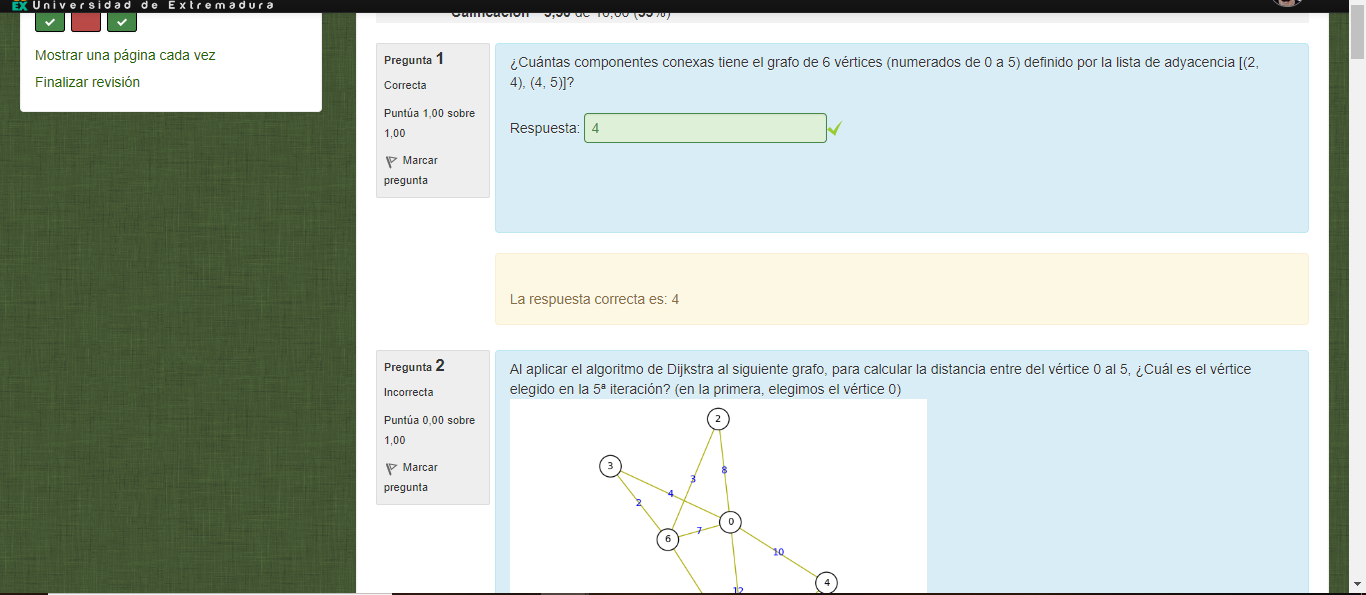 EX Universidad de Extremadura
Calificación 5,50 de 10,00 (55%)
Mostrar una página cada vez
Finalizar revisión
Pregunta 1
Correcta
Puntúa 1,00 sobre
1,00
Marcar
pregunta
¿Cuántas componentes conexas tiene el grafo de 6 vértices (numerados de 0 a 5) definido por la lista de adyacencia [(2,
4), (4, 5)]?
Respuesta: 4
La respuesta correcta es: 4
Pregunta 2
Incorrecta
Puntúa 0,00 sobre
1,00
Marcar
pregunta
Al aplicar el algoritmo de Dijkstra al siguiente grafo, para calcular la distancia entre del vértice 0 al 5, ¿Cuál es el vértice
elegido en la 5ª iteración? (en la primera, elegimos el vértice 0)
2
3
8
3
4
2
0
7
6
10
4
12